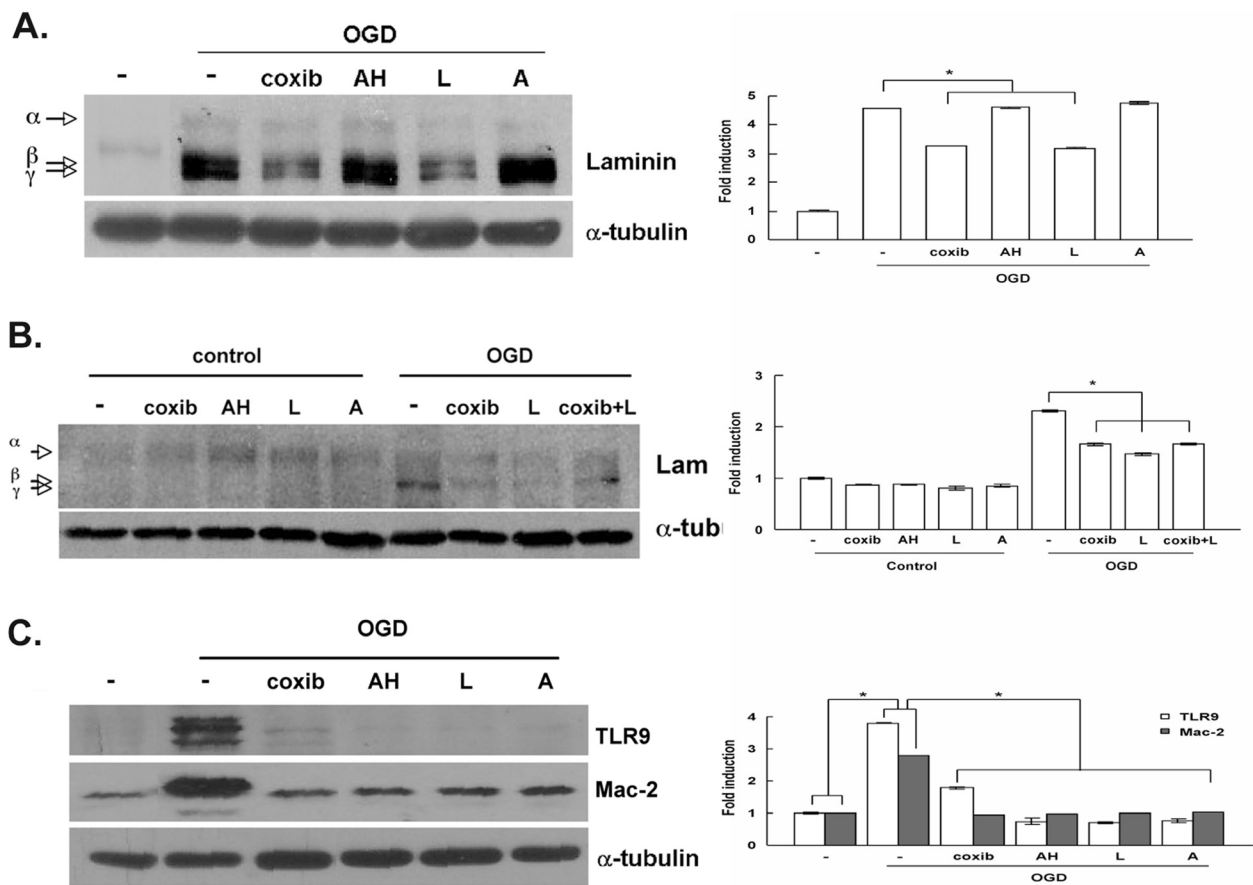 A.
OGD
- - coxib AH L A
α
β
γ
Laminin
α-tubulin
*
Fold induction
5
4
3
2
1
0
- - coxib AH L A
OGD
B.
control OGD
- coxib AH L A - coxib L coxib+L
α
β
γ
Lam
α-tub
*
Fold induction
3
2
1
0
- coxib AH L A - coxib L coxib+L
Control OGD
C.
OGD
- - coxib AH L A
TLR9
Mac-2
α-tubulin
* *
TLR9
Mac-2
Fold induction
4
3
2
1
0
- - coxib AH L A
OGD